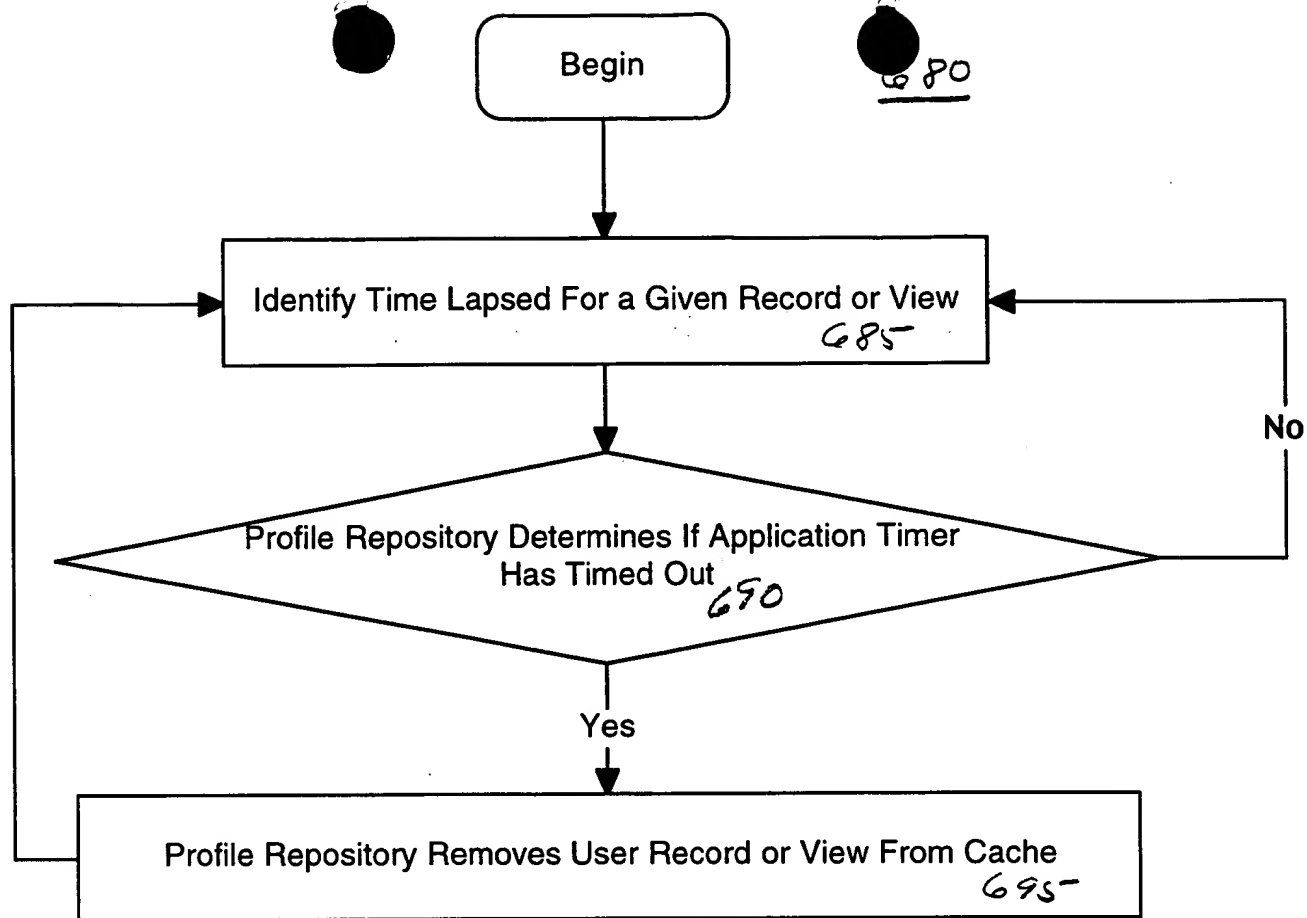 Begin
680
Identify Time Lapsed For a Given Record or View
685
No
Profile Repository Determines If Application Timer
Has Timed Out
690
Yes
Profile Repository Removes User Record or View From Cache
695